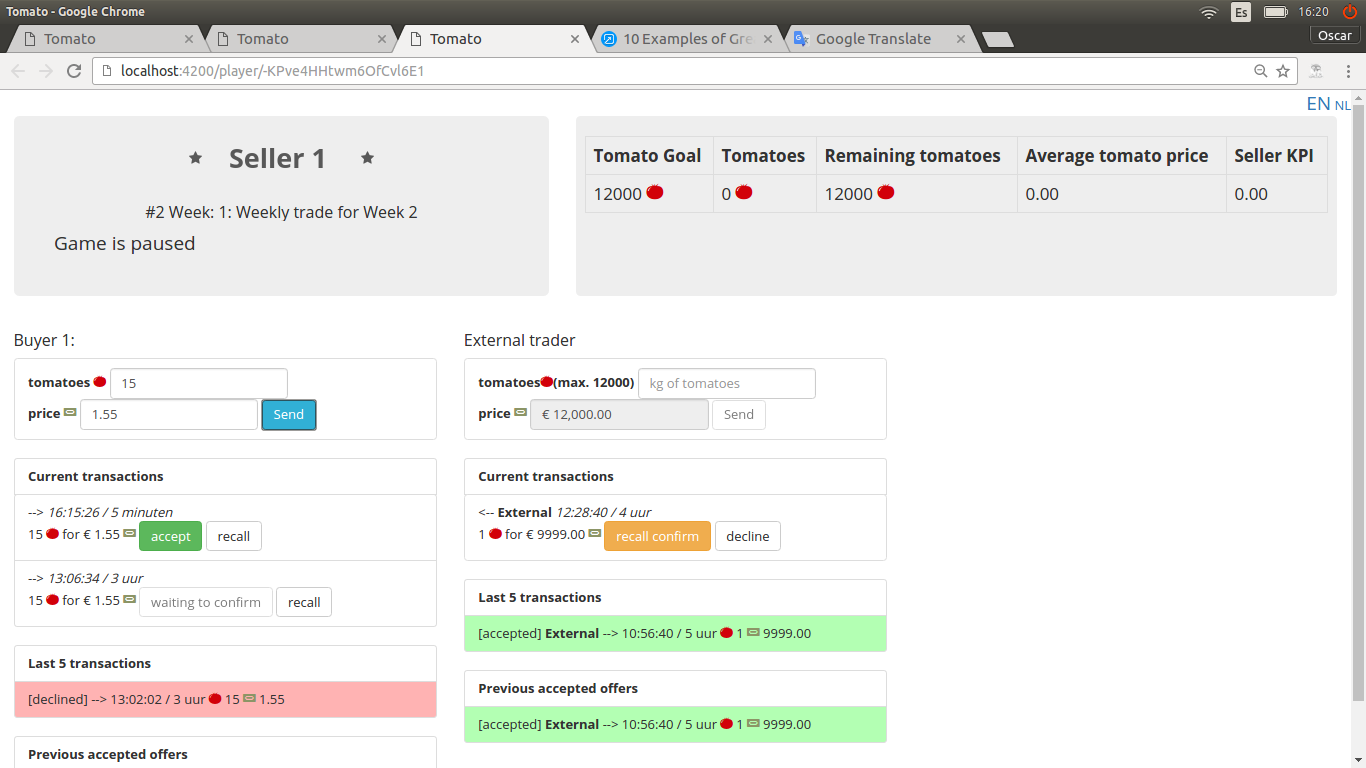 Tomato - Google Chrome
Es
16:20
Tomato
Tomato
Tomato
10 Examples of Gre
Google Translate
Oscar
localhost:4200/player/-KPve4HHtwm6OfCvl6E1
EN NL
Seller 1
#2 Week: 1: Weekly trade for Week 2
Game is paused
Tomato Goal Tomatoes Remaining tomatoes Average tomato price Seller KPI
12000 0 12000 0.00 0.00
Buyer 1:
tomatoes 15
price 1.55 Send
Current transactions
--> 16:15:26 / 5 minuten
15 for € 1.55 accept recall
--> 13:06:34 / 3 uur
15 for € 1.55 waiting to confirm recall
Last 5 transactions
[declined] --> 13:02:02 / 3 uur 15 1.55
Previous accepted offers
External trader
tomatoes (max. 12000) kg of tomatoes
price € 12,000.00 Send
Current transactions
<-- External 12:28:40 / 4 uur
1 for € 9999.00 recall confirm decline
Last 5 transactions
[accepted] External --> 10:56:40 / 5 uur 1 9999.00
Previous accepted offers
[accepted] External --> 10:56:40 / 5 uur 1 9999.00